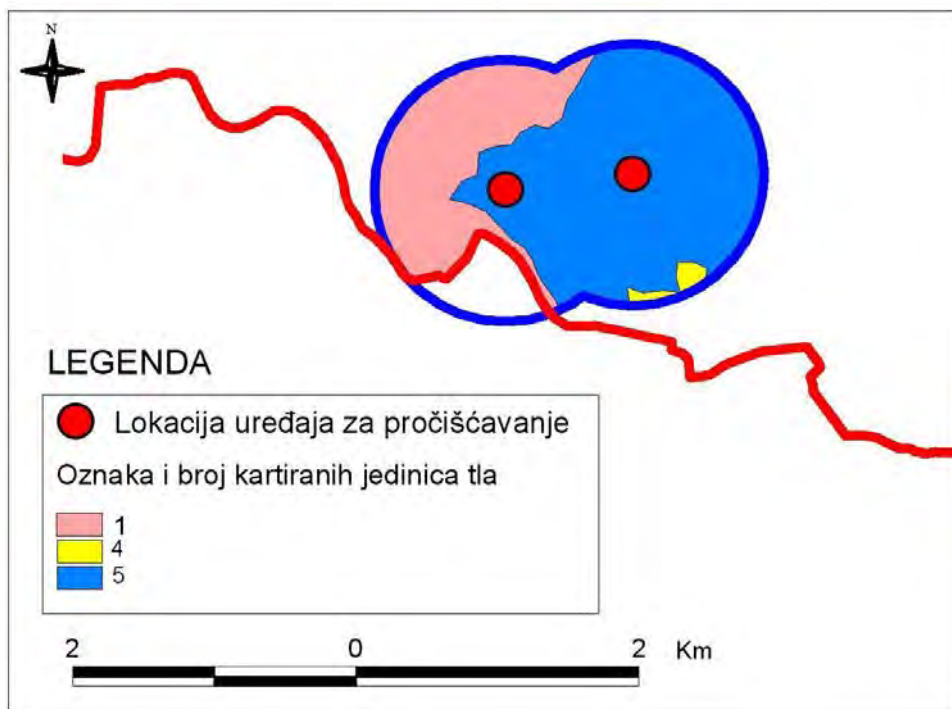 N
LEGENDA
Lokacija uređaja za pročišćavanje
Oznaka i broj kartiranih jedinica tla
1
4
5
2 0 2 Km